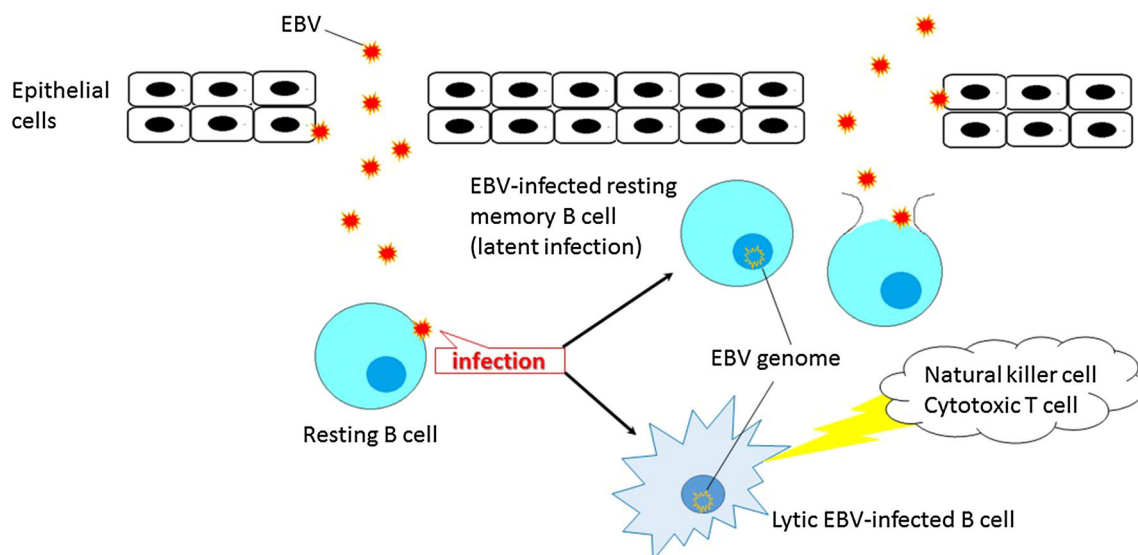 EBV
Epithelial
cells
EBV-infected resting
memory B cell
(latent infection)
infection
Resting B cell
EBV genome
Natural killer cell
Cytotoxic T cell
Lytic EBV-infected B cell